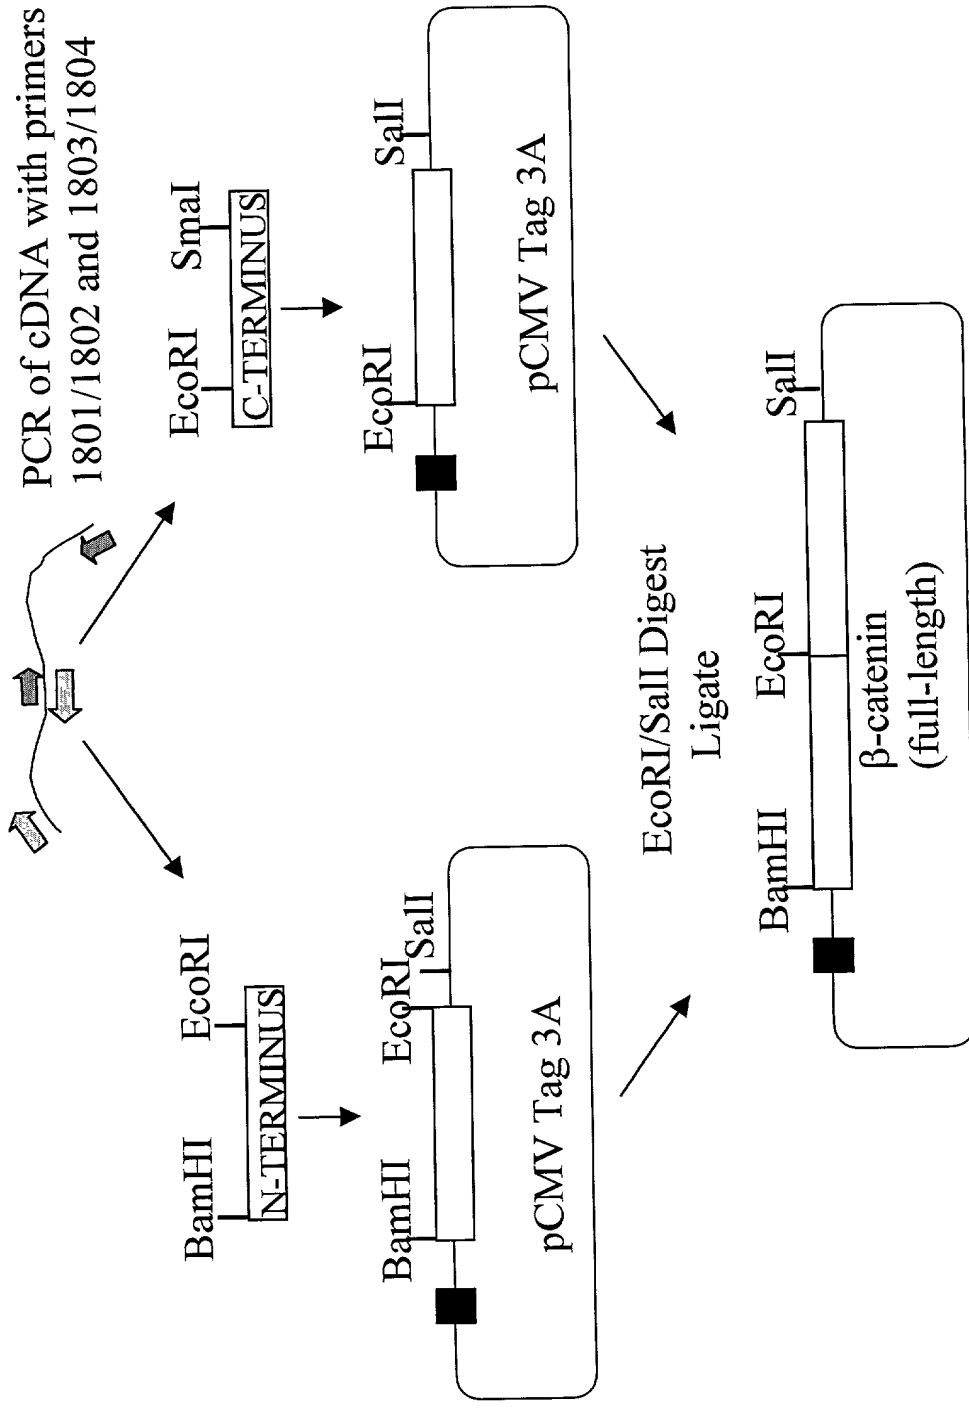 PCR of cDNA with primers
1801/1802 and 1803/1804
BamHI
EcoRI
N-TERMINUS
EcoRI
SmaI
C-TERMINUS
BamHI
EcoRI
SalI
pCMV Tag 3A
EcoRI
SalI
pCMV Tag 3A
EcoRI/SalI Digest
Ligate
BamHI
EcoRI
SalI
β-catenin
(full-length)